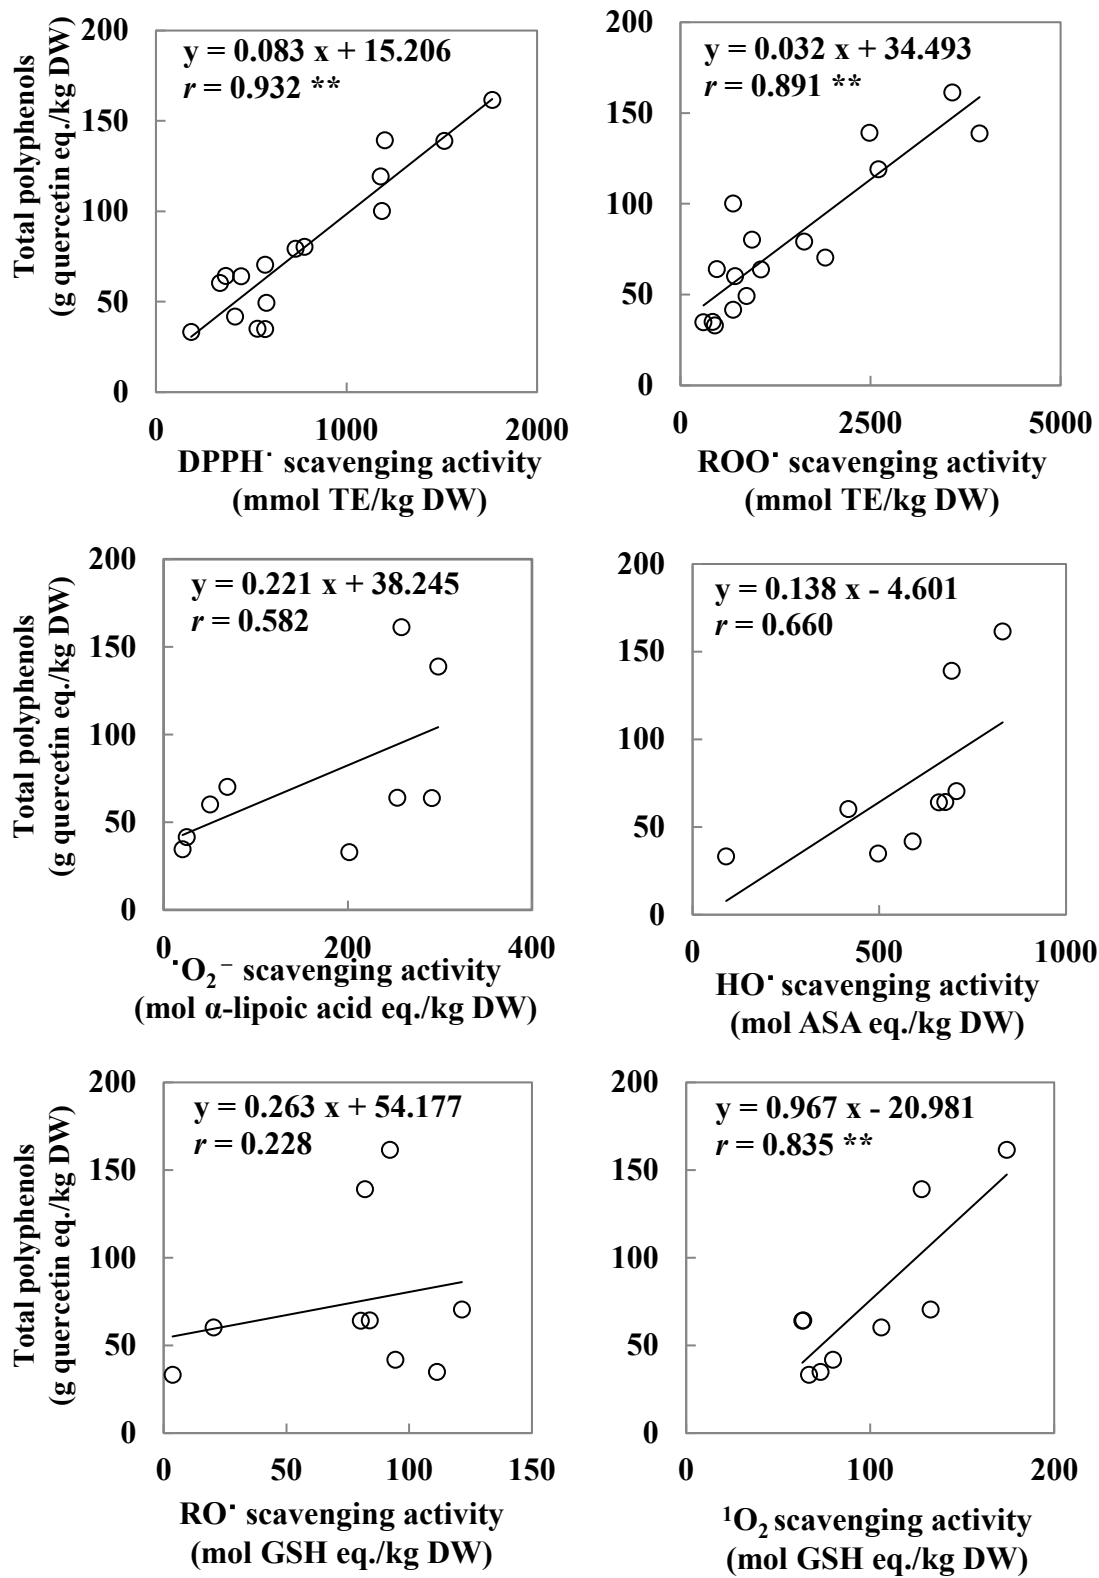 Total polyphenols
(g quercetin eq./kg DW)
200
150
100
50
0
y = 0.083 x + 15.206
r = 0.932 **
0 1000 2000
DPPH˙ scavenging activity
(mmol TE/kg DW)
200
150
100
50
0
y = 0.032 x + 34.493
r = 0.891 **
0 2500 5000
ROO˙ scavenging activity
(mmol TE/kg DW)
Total polyphenols
(g quercetin eq./kg DW)
200
150
100
50
0
y = 0.221 x + 38.245
r = 0.582
0 200 400
˙O₂⁻ scavenging activity
(mol α-lipoic acid eq./kg DW)
200
150
100
50
0
y = 0.138 x - 4.601
r = 0.660
0 500 1000
HO˙ scavenging activity
(mol ASA eq./kg DW)
Total polyphenols
(g quercetin eq./kg DW)
200
150
100
50
0
y = 0.263 x + 54.177
r = 0.228
0 50 100 150
RO˙ scavenging activity
(mol GSH eq./kg DW)
200
150
100
50
0
y = 0.967 x - 20.981
r = 0.835 **
0 100 200
¹O₂ scavenging activity
(mol GSH eq./kg DW)